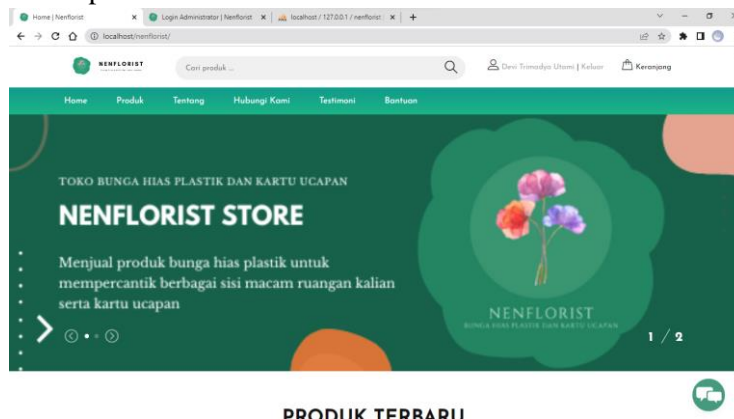 Home | Nenflorist
Login Administrator | Nenflorist
localhost / 127.0.0.1 / nenflorist
localhost/nenflorist/
NENFLORIST
Cari produk ...
Devi Trimadya Utami | Keluar
Keranjang
Home
Produk
Tentang
Hubungi Kami
Testimoni
Bantuan
TOKO BUNGA HIAS PLASTIK DAN KARTU UCAPAN
NENFLORIST STORE
Menjual produk bunga hias plastik untuk
mempercantik berbagai sisi macam ruangan kalian
serta kartu ucapan
NENFLORIST
BUNGA HIAS PLASTIK DAN KARTU UCAPAN
1 / 2
PRODUK TERBARU